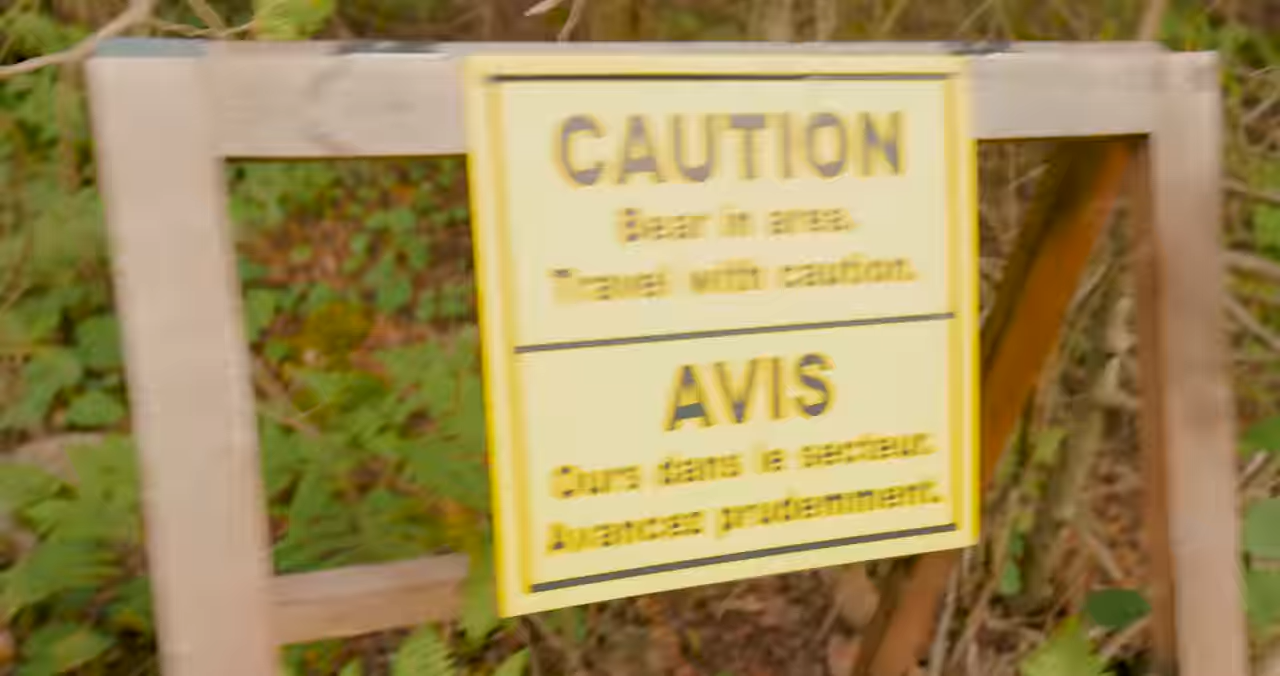 CAUTION
Bear in area.
Travel with caution.
AVIS
Ours dans le secteur.
Avancez prudemment.